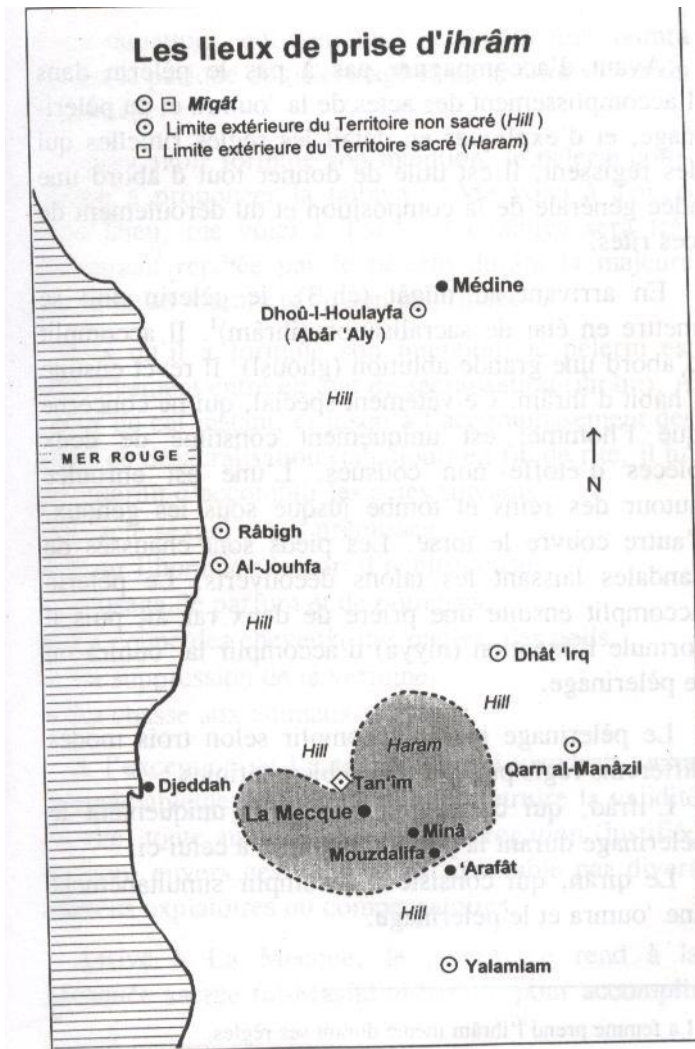 Les lieux de prise d'ihrâm
Mîqât
Limite extérieure du Territoire non sacré (Hill)
Limite extérieure du Territoire sacré (Haram)
Médine
Dhoû-l-Houlayfa
( 'Abâr 'Aly )
Hill
MER ROUGE
N
Râbigh
Al-Jouhfa
Hill
Dhât 'Irq
Hill
Hill
Haram
Qarn al-Manâzil
Djeddah
Tan'im
La Mecque
Minâ
Mouzdalifa
'Arafât
Hill
Yalamlam